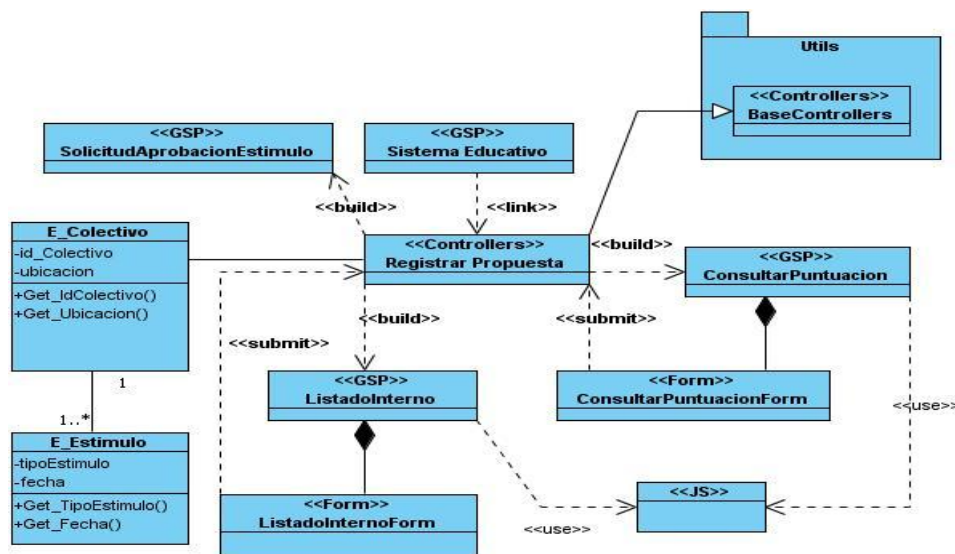 Utils
<<Controllers>>
BaseControllers
<<GSP>>
SolicitudAprobacionEstimulo
<<GSP>>
Sistema Educativo
<<build>>
<<link>>
E_Colectivo
-id_Colectivo
-ubicacion
+Get_IdColectivo()
+Get_Ubicacion()
<<Controllers>>
Registrar Propuesta
<<build>>
<<GSP>>
ConsultarPuntuacion
<<build>>
<<submit>>
<<submit>>
1
1..*
<<GSP>>
ListadoInterno
<<Form>>
ConsultarPuntuacionForm
<<use>>
E_Estimulo
-tipoEstimulo
-fecha
+Get_TipoEstimulo()
+Get_Fecha()
<<Form>>
ListadoInternoForm
<<use>>
<<JS>>